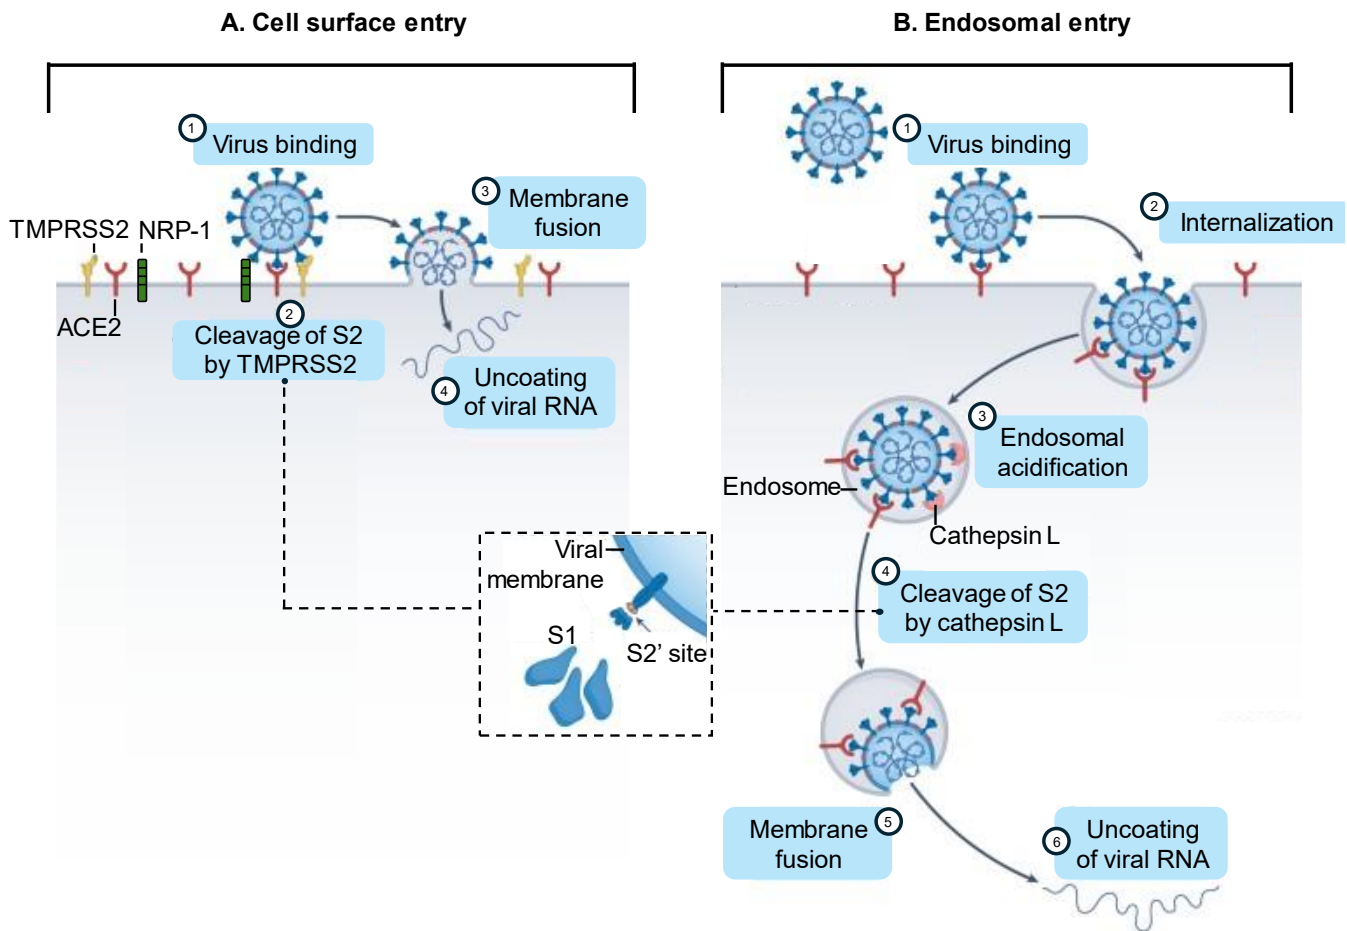 A. Cell surface entry
1
Virus binding
3
Membrane
fusion
TMPRSS2
NRP-1
ACE2
2
Cleavage of S2
by TMPRSS2
4
Uncoating
of viral RNA
Viral
membrane
S1
S2’ site
B. Endosomal entry
1
Virus binding
2
Internalization
3
Endosomal
acidification
Endosome
Cathepsin L
4
Cleavage of S2
by cathepsin L
Membrane
fusion
5
6
Uncoating
of viral RNA